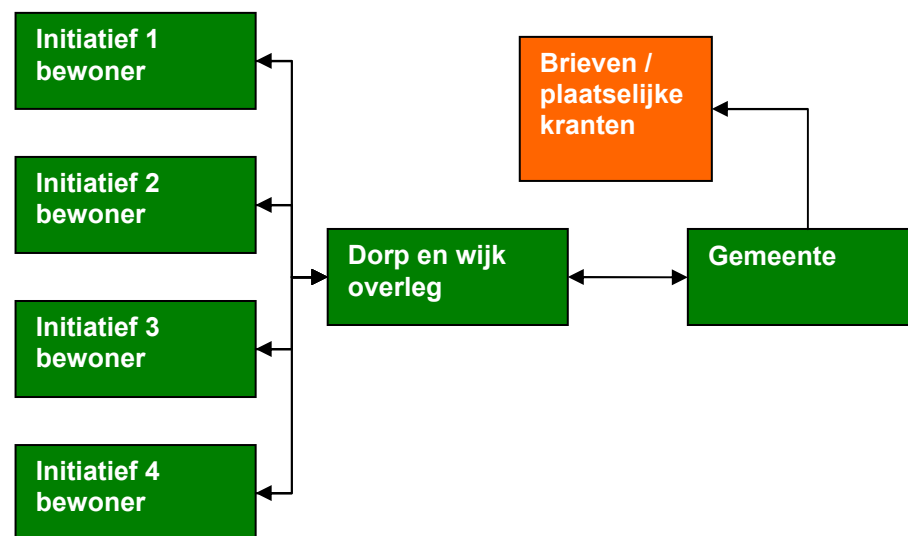 Initiatief 1
bewoner
Brieven /
plaatselijke
kranten
Initiatief 2
bewoner
Dorp en wijk
overleg
Gemeente
Initiatief 3
bewoner
Initiatief 4
bewoner